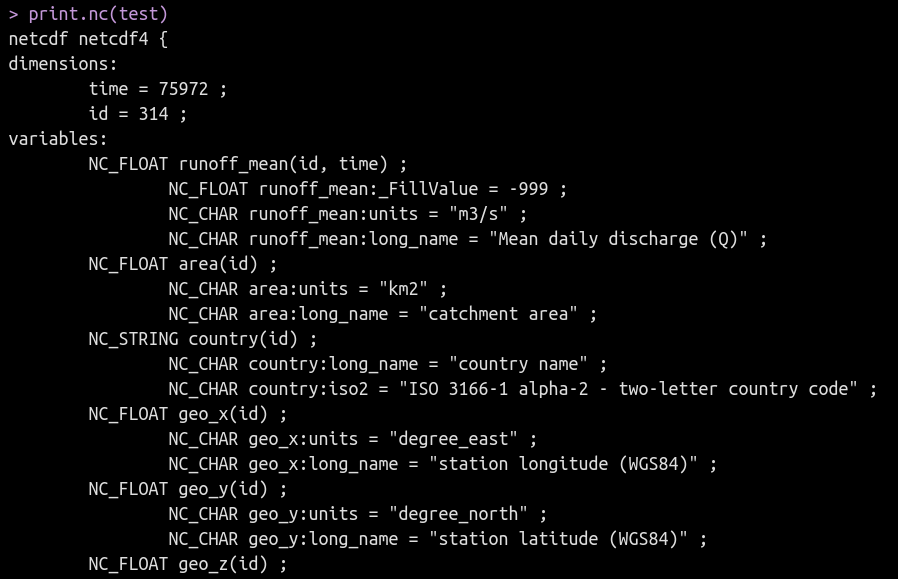 > print.nc(test)
netcdf netcdf4 {
dimensions:
        time = 75972 ;
        id = 314 ;
variables:
        NC_FLOAT runoff_mean(id, time) ;
                NC_FLOAT runoff_mean:_FillValue = -999 ;
                NC_CHAR runoff_mean:units = "m3/s" ;
                NC_CHAR runoff_mean:long_name = "Mean daily discharge (Q)" ;
        NC_FLOAT area(id) ;
                NC_CHAR area:units = "km2" ;
                NC_CHAR area:long_name = "catchment area" ;
        NC_STRING country(id) ;
                NC_CHAR country:long_name = "country name" ;
                NC_CHAR country:iso2 = "ISO 3166-1 alpha-2 - two-letter country code" ;
        NC_FLOAT geo_x(id) ;
                NC_CHAR geo_x:units = "degree_east" ;
                NC_CHAR geo_x:long_name = "station longitude (WGS84)" ;
        NC_FLOAT geo_y(id) ;
                NC_CHAR geo_y:units = "degree_north" ;
                NC_CHAR geo_y:long_name = "station latitude (WGS84)" ;
        NC_FLOAT geo_z(id) ;